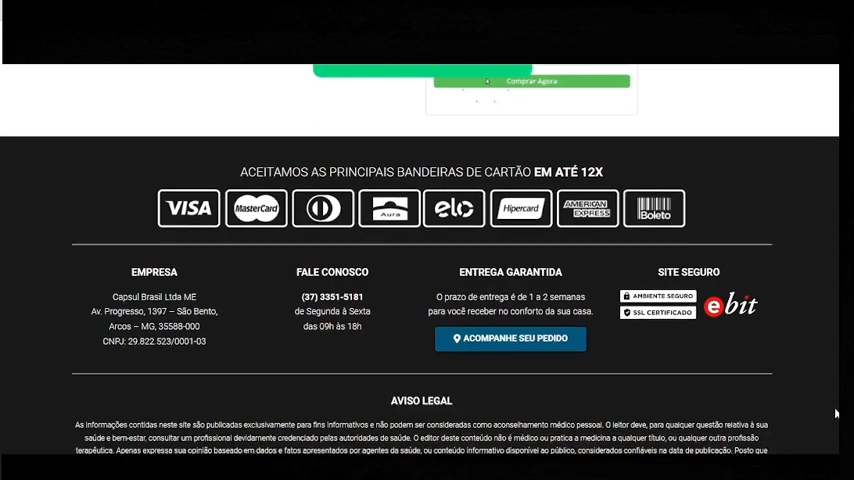 Comprar Agora
ACEITAMOS AS PRINCIPAIS BANDEIRAS DE CARTÃO EM ATÉ 12X
VISA MasterCard Aura elo Hipercard AMERICAN EXPRESS Boleto
EMPRESA
Capsul Brasil Ltda ME
Av. Progresso, 1397 – São Bento,
Arcos – MG, 35588-000
CNPJ: 29.822.523/0001-03
FALE CONOSCO
(37) 3351-5181
de Segunda à Sexta
das 09h às 18h
ENTREGA GARANTIDA
O prazo de entrega é de 1 a 2 semanas
para você receber no conforto da sua casa.
ACOMPANHE SEU PEDIDO
SITE SEGURO
AMBIENTE SEGURO
SSL CERTIFICADO
ebit
AVISO LEGAL
As informações contidas neste site são publicadas exclusivamente para fins informativos e não podem ser consideradas como aconselhamento médico pessoal. O leitor deve, para qualquer questão relativa à sua
saúde e bem-estar, consultar um profissional devidamente credenciado pelas autoridades de saúde. O editor deste conteúdo não é médico ou pratica a medicina a qualquer título, ou qualquer outra profissão
terapêutica. Apenas expressa sua opinião baseado em dados e fatos apresentados por agentes da saúde, ou conteúdo informativo disponível ao público, considerados confiáveis na data de publicação. Posto que